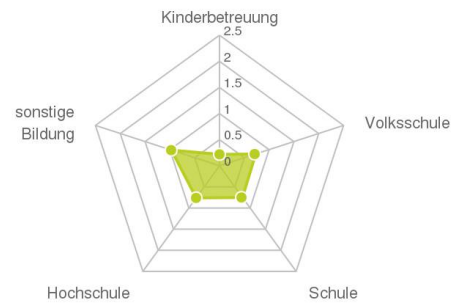 Kinderbetreuung
2.5
2
1.5
1
0.5
0
sonstige
Bildung
Volksschule
Hochschule
Schule